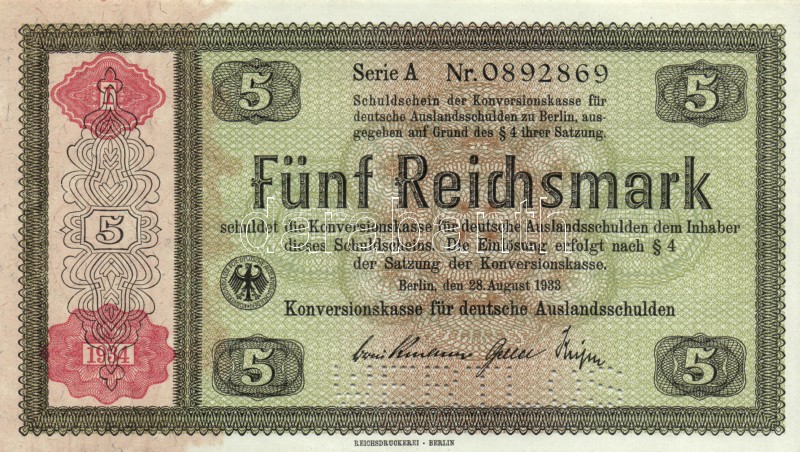 5
Serie A Nr.0892869
5
A
Schuldschein der Konversionskasse für
deutsche Auslandsschulden zu Berlin, aus-
gegeben auf Grund des § 4 ihrer Satzung.
Fünf Reichsmark
5
schuldet die Konversionskasse für deutsche Auslandsschulden dem Inhaber
dieses Schuldscheins. Die Einlösung erfolgt nach § 4
der Satzung der Konversionskasse.
Berlin, den 28. August 1933
Konversionskasse für deutsche Auslandsschulden
1934
5
5
REICHSDRUCKEREI · BERLIN